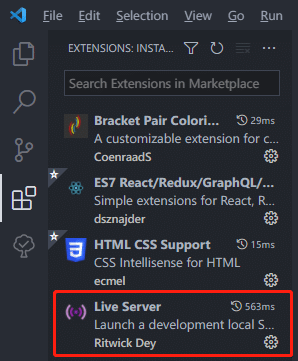 File Edit Selection View Go Run
EXTENSIONS: INSTA...
Search Extensions in Marketplace
Bracket Pair Colori... 29ms
A customizable extension for c...
CoenraadS
ES7 React/Redux/GraphQL/...
Simple extensions for React, R...
dsznajder
HTML CSS Support 15ms
CSS Intellisense for HTML
ecmel
Live Server 563ms
Launch a development local S...
Ritwick Dey